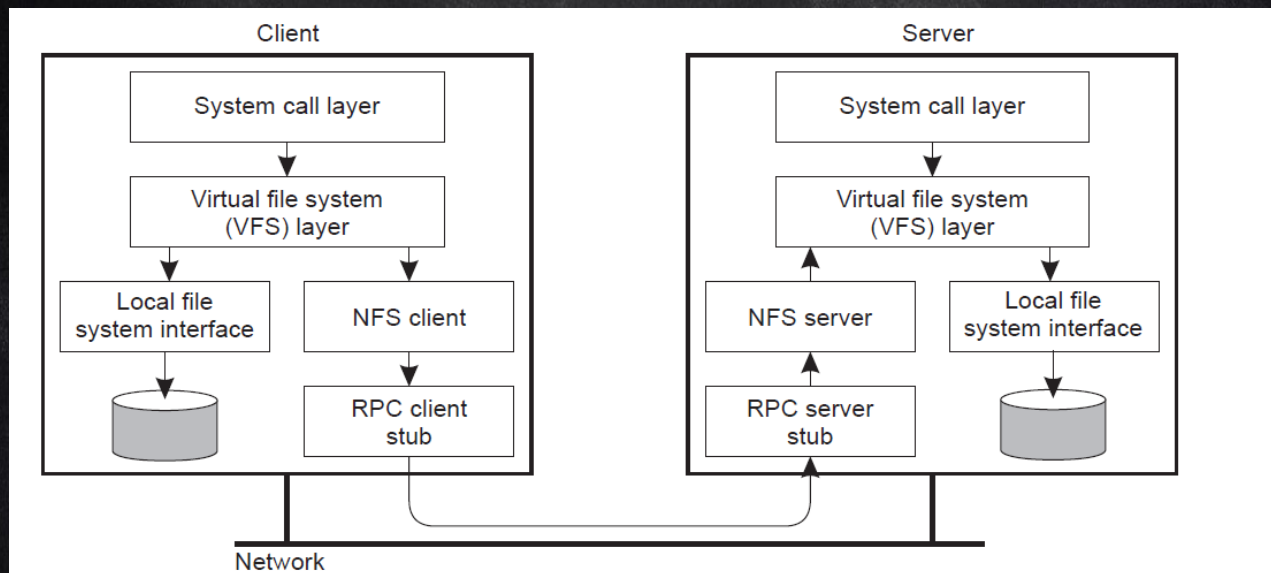 Client
Server
System call layer
Virtual file system
(VFS) layer
Local file
system interface
NFS client
RPC client
stub
System call layer
Virtual file system
(VFS) layer
NFS server
Local file
system interface
RPC server
stub
Network